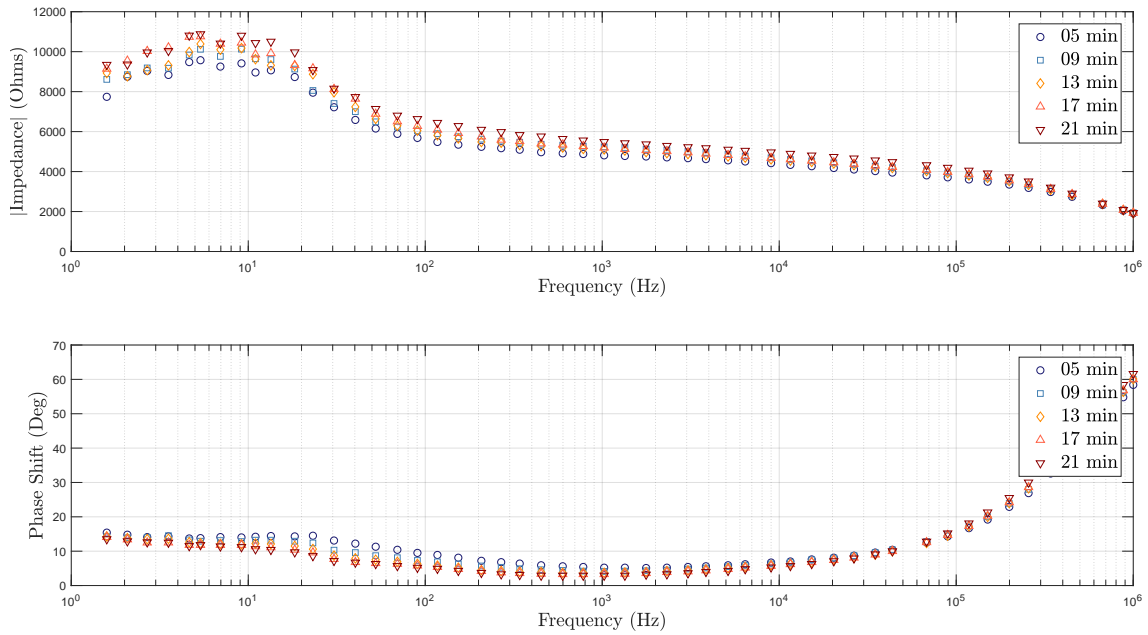 |Impedance| (Ohms)
12000
10000
8000
6000
4000
2000
0
10^0 10^1 10^2 10^3 10^4 10^5 10^6
Frequency (Hz)
05 min
09 min
13 min
17 min
21 min
Phase Shift (Deg)
70
60
50
40
30
20
10
0
10^0 10^1 10^2 10^3 10^4 10^5 10^6
Frequency (Hz)
05 min
09 min
13 min
17 min
21 min